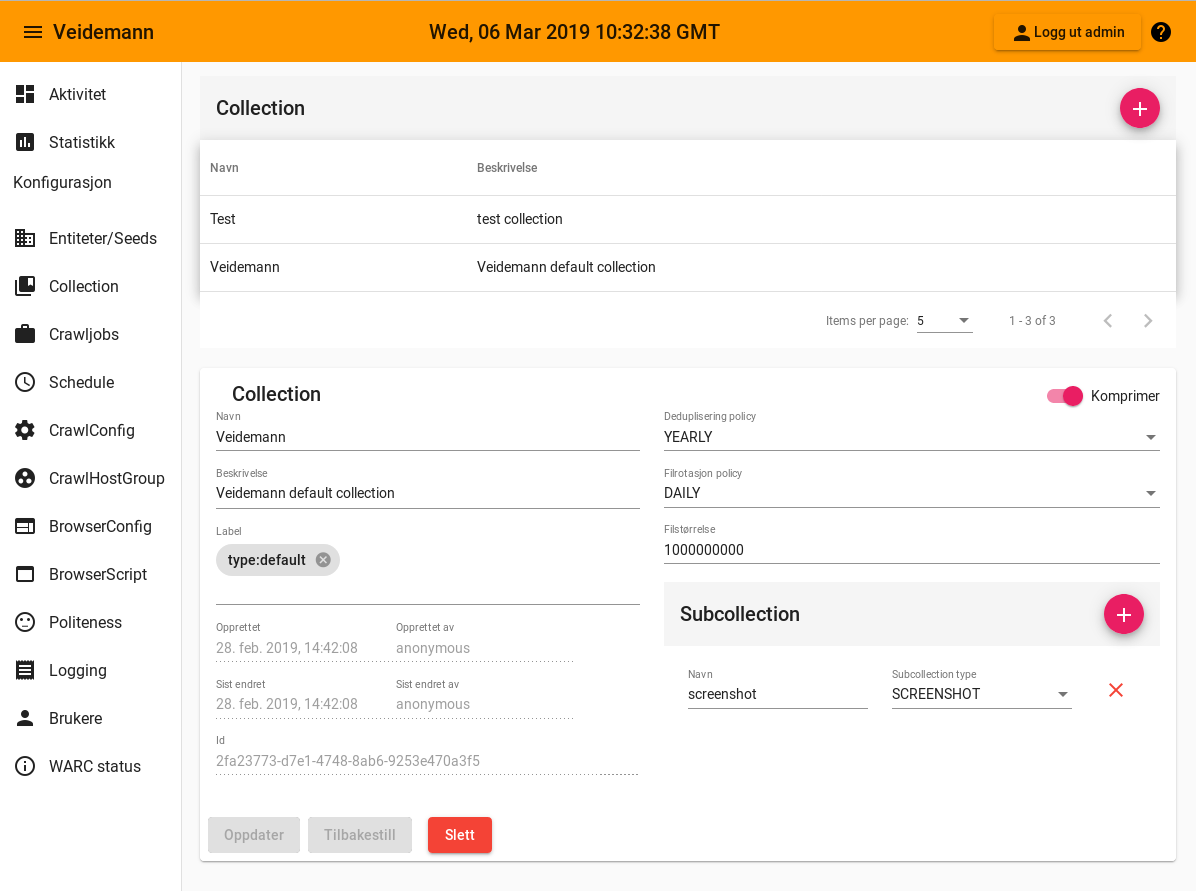 Veidemann
Wed, 06 Mar 2019 10:32:38 GMT
Logg ut admin
Aktivitet
Statistikk
Konfigurasjon
Entiteter/Seeds
Collection
Crawljobs
Schedule
CrawlConfig
CrawlHostGroup
BrowserConfig
BrowserScript
Politeness
Logging
Brukere
WARC status
Collection
Navn Beskrivelse
Test test collection
Veidemann Veidemann default collection
Items per page: 5 1 - 3 of 3
Collection
Komprimer
Navn
Veidemann
Beskrivelse
Veidemann default collection
Label
type:default
Opprettet Opprettet av
28. feb. 2019, 14:42:08 anonymous
Sist endret Sist endret av
28. feb. 2019, 14:42:08 anonymous
Id
2fa23773-d7e1-4748-8ab6-9253e470a3f5
Deduplisering policy
YEARLY
Filrotasjon policy
DAILY
Filstørrelse
1000000000
Subcollection
Navn Subcollection type
screenshot SCREENSHOT
Oppdater Tilbakestill Slett